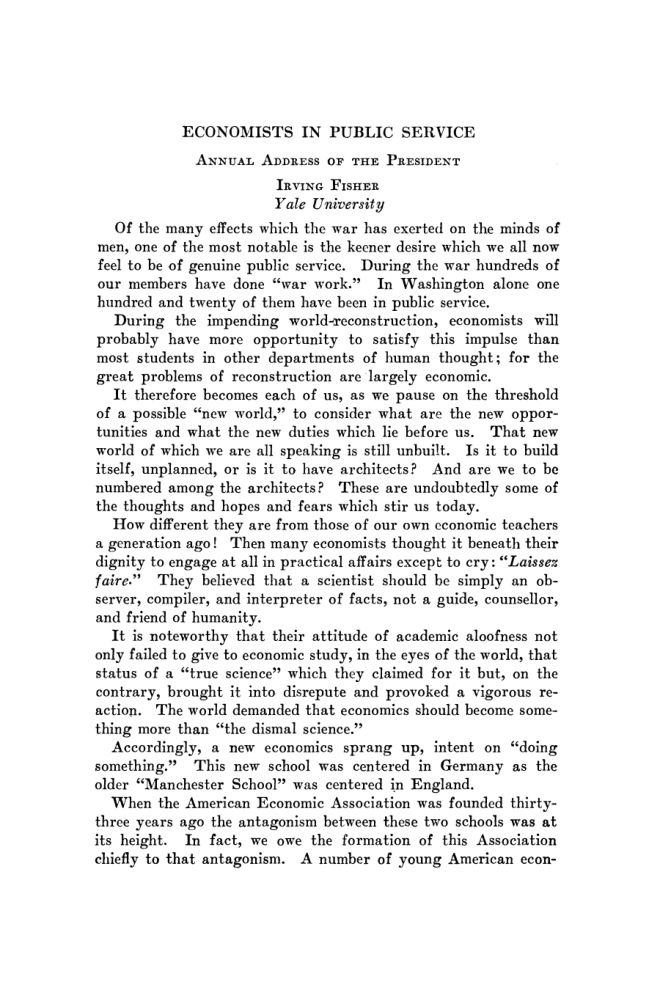 ECONOMISTS IN PUBLIC SERVICE
ANNUAL ADDRESS OF THE PRESIDENT
IRVING FISHER
Yale University
Of the many effects which the war has exerted on the minds of
men, one of the most notable is the keener desire which we all now
feel to be of genuine public service. During the war hundreds of
our members have done "war work." In Washington alone one
hundred and twenty of them have been in public service.
During the impending world-reconstruction, economists will
probably have more opportunity to satisfy this impulse than
most students in other departments of human thought; for the
great problems of reconstruction are largely economic.
It therefore becomes each of us, as we pause on the threshold
of a possible "new world," to consider what are the new oppor-
tunities and what the new duties which lie before us. That new
world of which we are all speaking is still unbuilt. Is it to build
itself, unplanned, or is it to have architects? And are we to be
numbered among the architects? These are undoubtedly some of
the thoughts and hopes and fears which stir us today.
How different they are from those of our own economic teachers
a generation ago! Then many economists thought it beneath their
dignity to engage at all in practical affairs except to cry: "Laissez
faire." They believed that a scientist should be simply an ob-
server, compiler, and interpreter of facts, not a guide, counsellor,
and friend of humanity.
It is noteworthy that their attitude of academic aloofness not
only failed to give to economic study, in the eyes of the world, that
status of a "true science" which they claimed for it but, on the
contrary, brought it into disrepute and provoked a vigorous re-
action. The world demanded that economics should become some-
thing more than "the dismal science."
Accordingly, a new economics sprang up, intent on "doing
something." This new school was centered in Germany as the
older "Manchester School" was centered in England.
When the American Economic Association was founded thirty-
three years ago the antagonism between these two schools was at
its height. In fact, we owe the formation of this Association
chiefly to that antagonism. A number of young American econ-